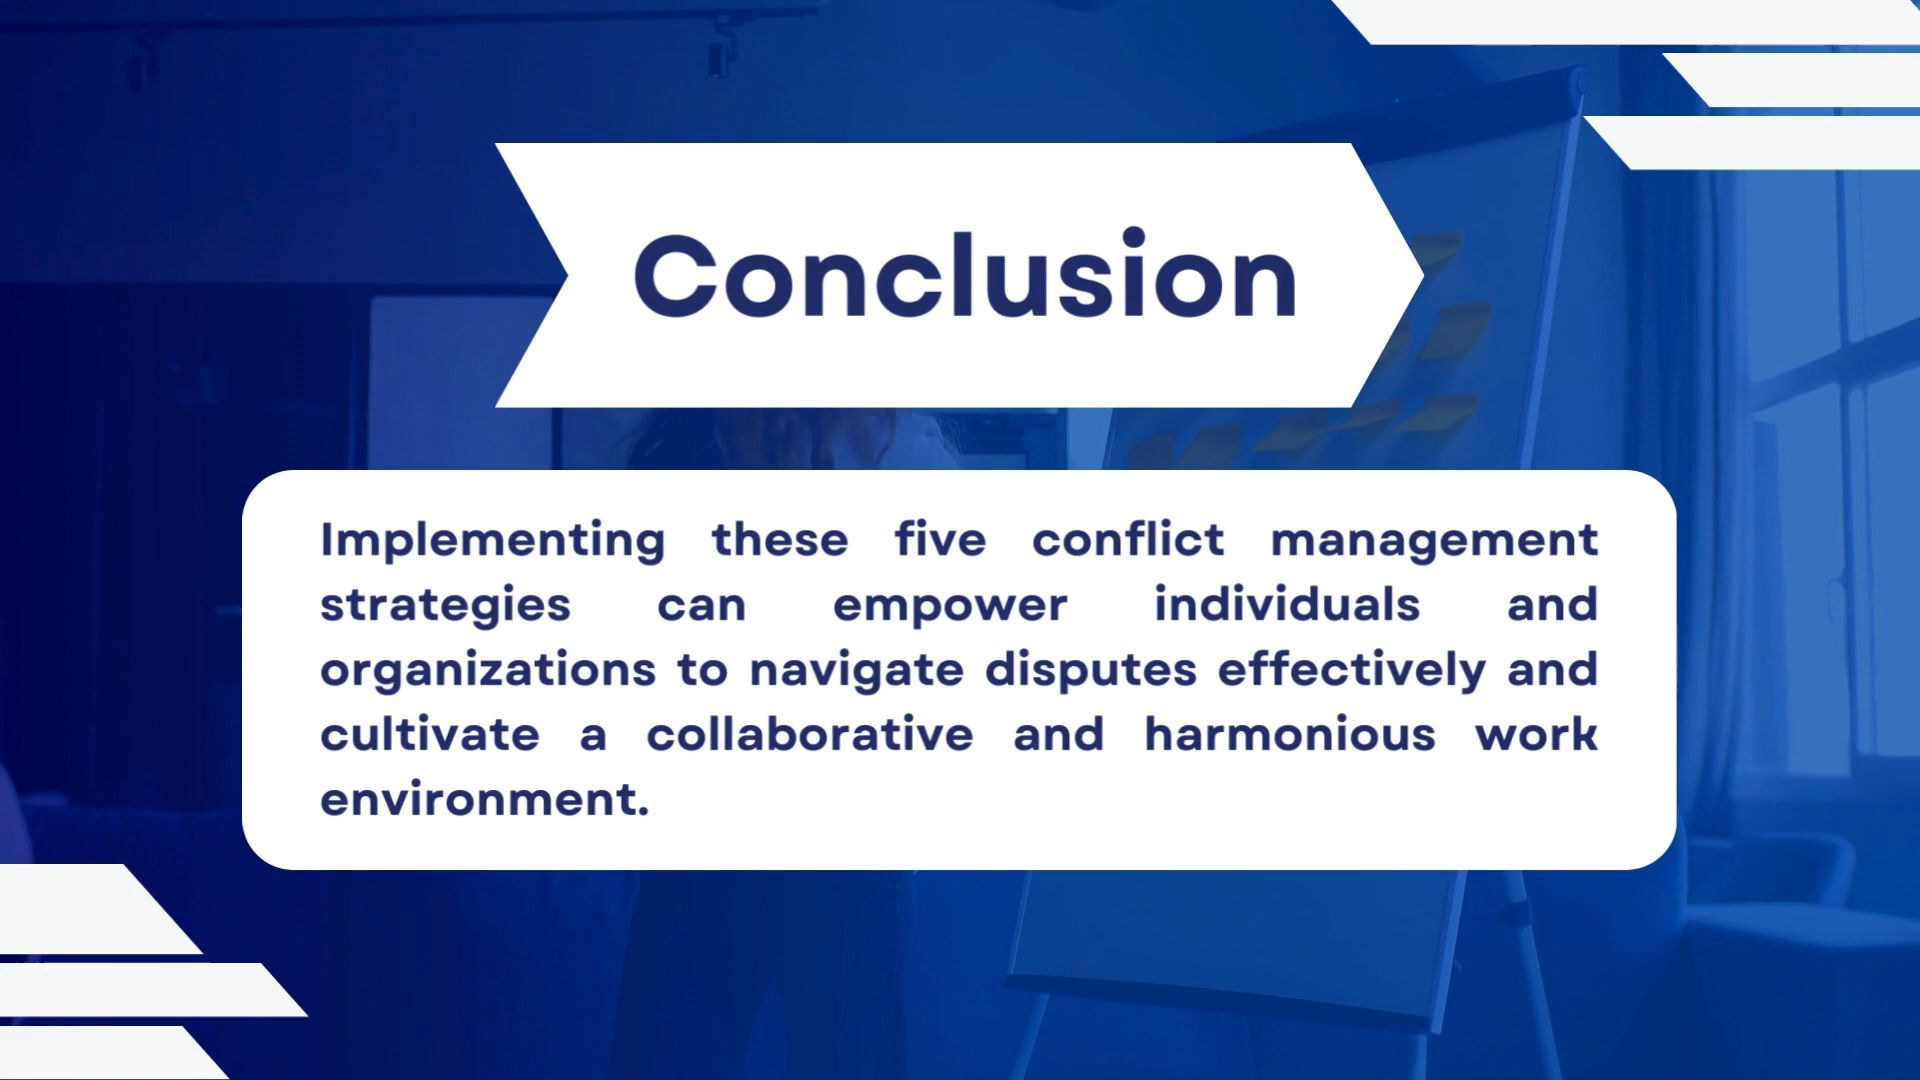 Conclusion
Implementing these five conflict management
strategies can empower individuals and
organizations to navigate disputes effectively and
cultivate a collaborative and harmonious work
environment.